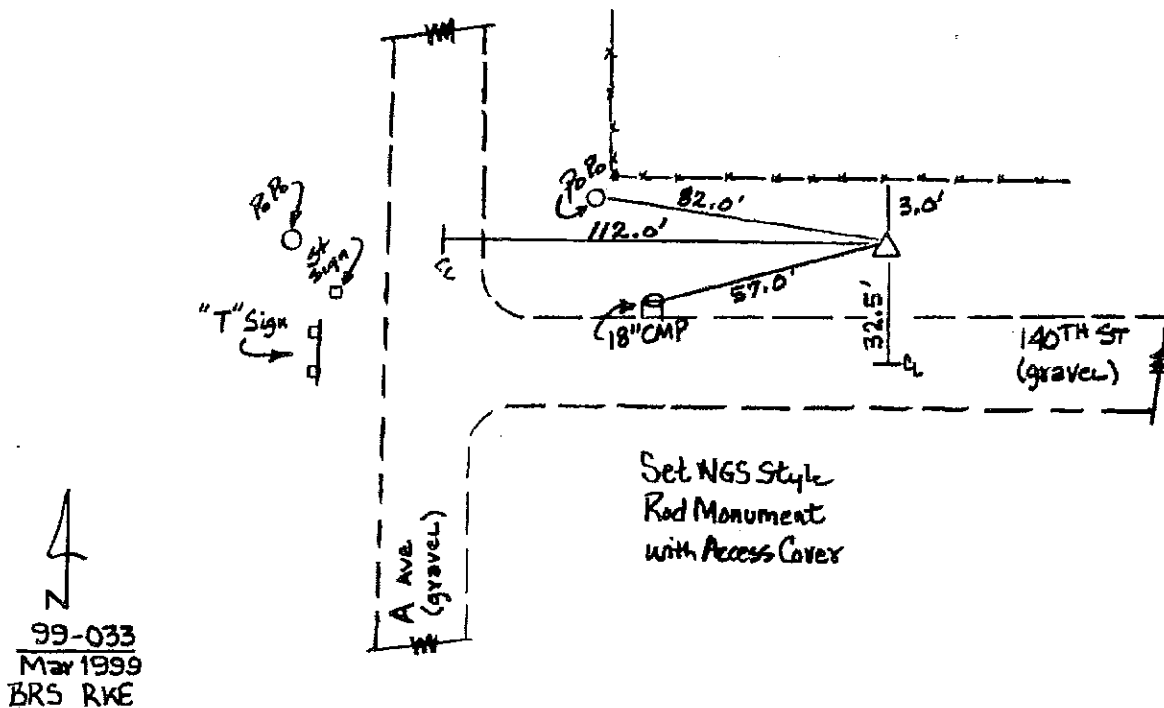 Po Po
82.0'
3.0'
Po Po
112.0'
CL
St
Sign
57.0'
"T" Sign
32.5'
18" CMP
140TH ST
(gravel)
CL
Set NGS Style
Rod Monument
with Access Cover
A Ave
(gravel)
N
99-033
Mar 1999
BRS RKE